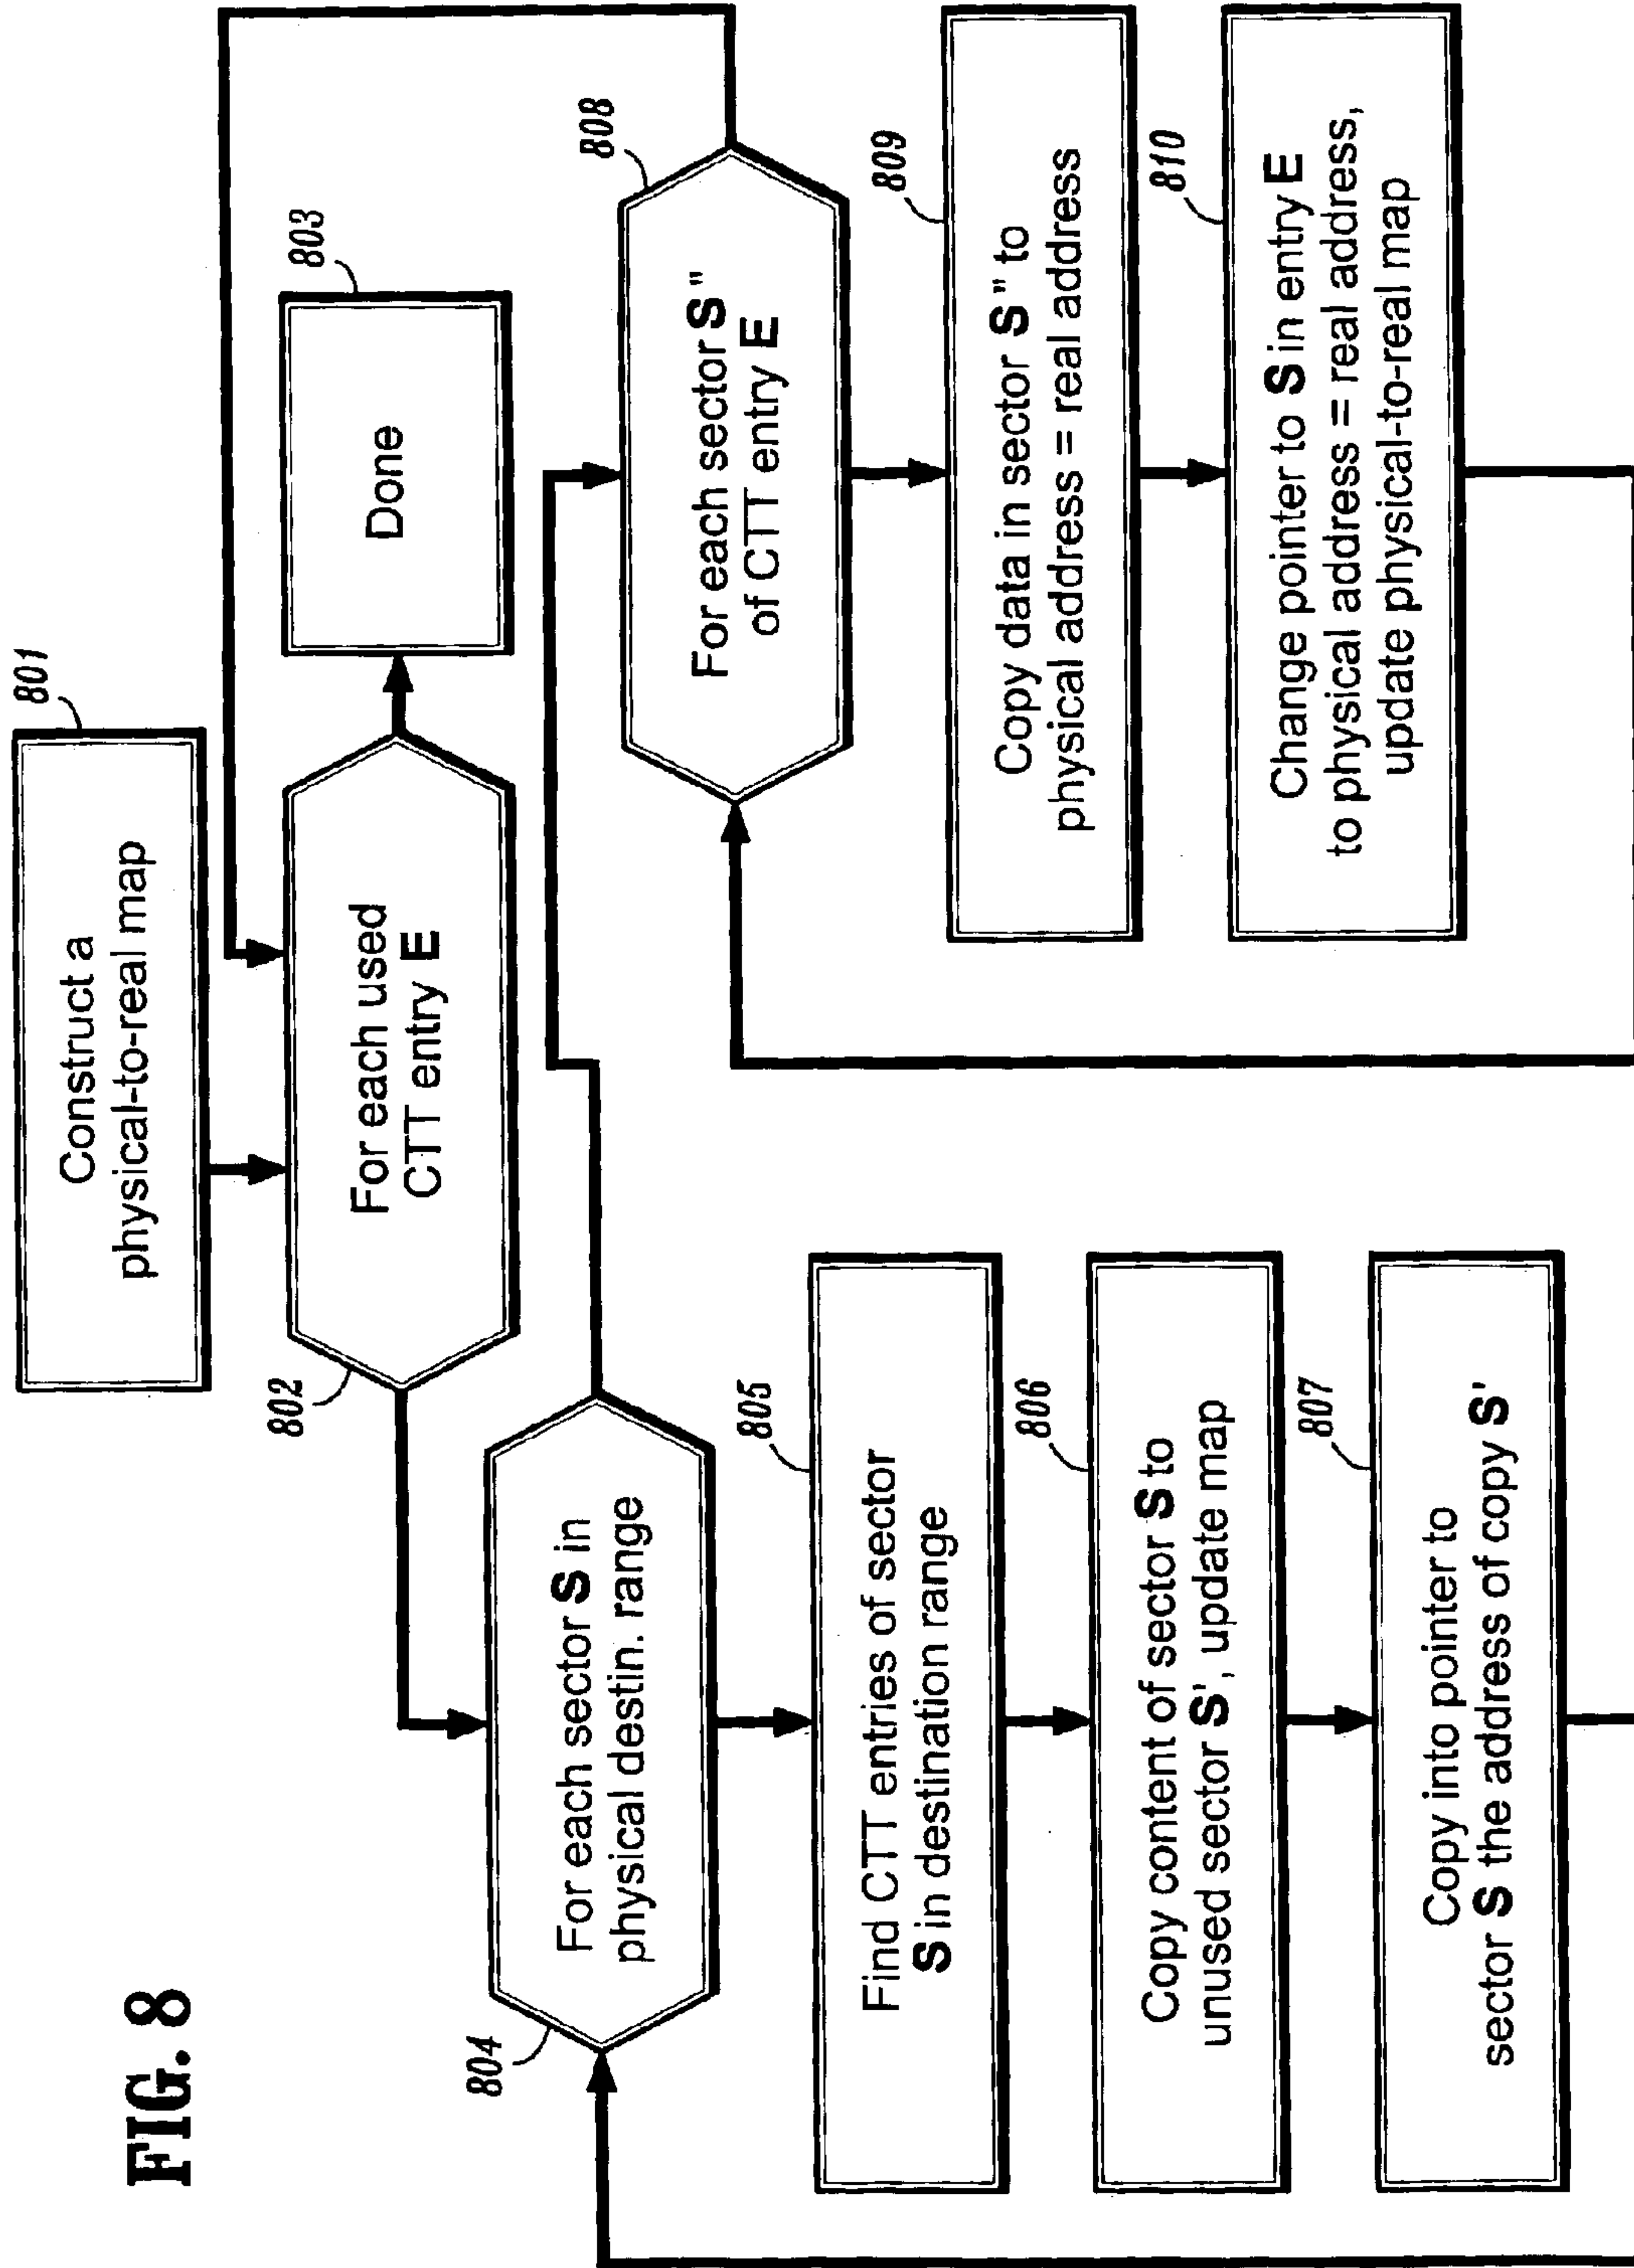 FIG. 8
801
Construct a
physical-to-real map
802
For each used
CTT entry E
803
Done
804
For each sector S in
physical destin. range
805
Find CTT entries of sector
S in destination range
806
Copy content of sector S to
unused sector S', update map
807
Copy into pointer to
sector S the address of copy S'
808
For each sector S"
of CTT entry E
809
Copy data in sector S" to
physical address = real address
810
Change pointer to S in entry E
to physical address = real address,
update physical-to-real map